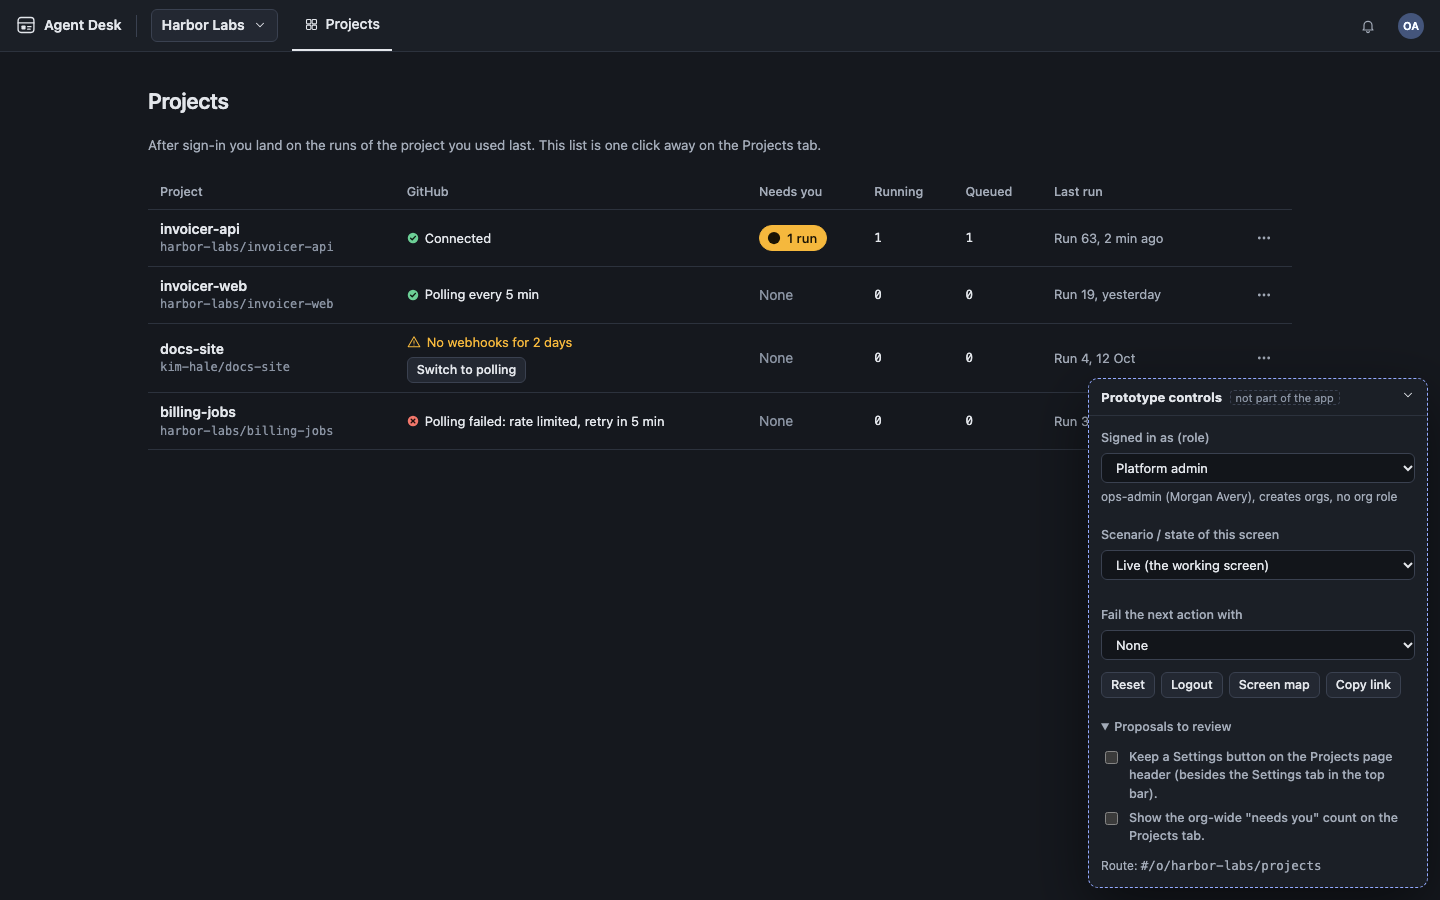 Agent Desk
Harbor Labs
Projects
OA
Projects
After sign-in you land on the runs of the project you used last. This list is one click away on the Projects tab.
Project GitHub Needs you Running Queued Last run
invoicer-api
harbor-labs/invoicer-api
Connected
1 run
1
1
Run 63, 2 min ago
invoicer-web
harbor-labs/invoicer-web
Polling every 5 min
None
0
0
Run 19, yesterday
docs-site
kim-hale/docs-site
No webhooks for 2 days
Switch to polling
None
0
0
Run 4, 12 Oct
billing-jobs
harbor-labs/billing-jobs
Polling failed: rate limited, retry in 5 min
None
0
0
Run 3
Prototype controls not part of the app
Signed in as (role)
Platform admin
ops-admin (Morgan Avery), creates orgs, no org role
Scenario / state of this screen
Live (the working screen)
Fail the next action with
None
Reset Logout Screen map Copy link
Proposals to review
Keep a Settings button on the Projects page
header (besides the Settings tab in the top
bar).
Show the org-wide "needs you" count on the
Projects tab.
Route: #/o/harbor-labs/projects